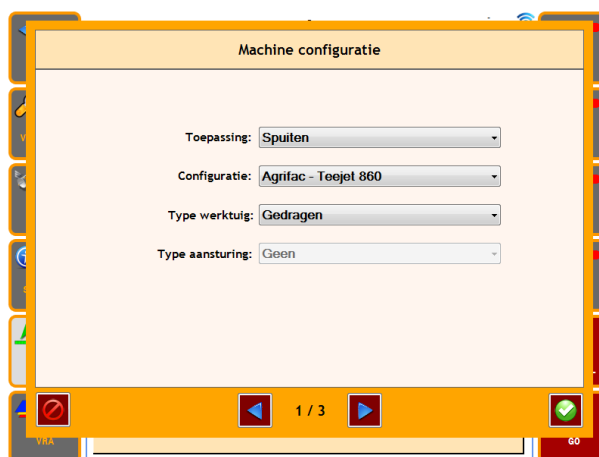 Machine configuratie
Toepassing: Spuiten
Configuratie: Agrifac - Teejet 860
Type werktuig: Gedragen
Type aansturing: Geen
1 / 3
VRA
GO